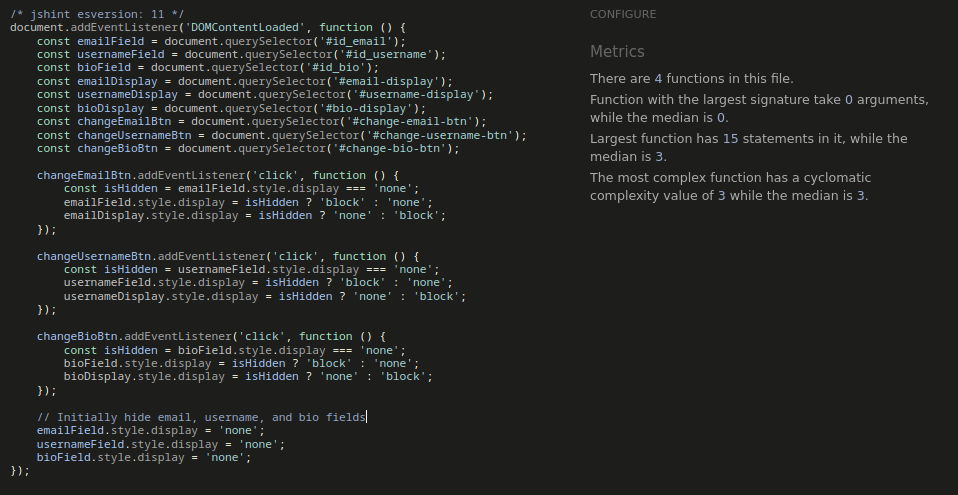 /* jshint esversion: 11 */
document.addEventListener('DOMContentLoaded', function () {
    const emailField = document.querySelector('#id_email');
    const usernameField = document.querySelector('#id_username');
    const bioField = document.querySelector('#id_bio');
    const emailDisplay = document.querySelector('#email-display');
    const usernameDisplay = document.querySelector('#username-display');
    const bioDisplay = document.querySelector('#bio-display');
    const changeEmailBtn = document.querySelector('#change-email-btn');
    const changeUsernameBtn = document.querySelector('#change-username-btn');
    const changeBioBtn = document.querySelector('#change-bio-btn');

    changeEmailBtn.addEventListener('click', function () {
        const isHidden = emailField.style.display === 'none';
        emailField.style.display = isHidden ? 'block' : 'none';
        emailDisplay.style.display = isHidden ? 'none' : 'block';
    });

    changeUsernameBtn.addEventListener('click', function () {
        const isHidden = usernameField.style.display === 'none';
        usernameField.style.display = isHidden ? 'block' : 'none';
        usernameDisplay.style.display = isHidden ? 'none' : 'block';
    });

    changeBioBtn.addEventListener('click', function () {
        const isHidden = bioField.style.display === 'none';
        bioField.style.display = isHidden ? 'block' : 'none';
        bioDisplay.style.display = isHidden ? 'none' : 'block';
    });

    // Initially hide email, username, and bio fields
    emailField.style.display = 'none';
    usernameField.style.display = 'none';
    bioField.style.display = 'none';
});
CONFIGURE
Metrics
There are 4 functions in this file.
Function with the largest signature take 0 arguments,
while the median is 0.
Largest function has 15 statements in it, while the
median is 3.
The most complex function has a cyclomatic
complexity value of 3 while the median is 3.